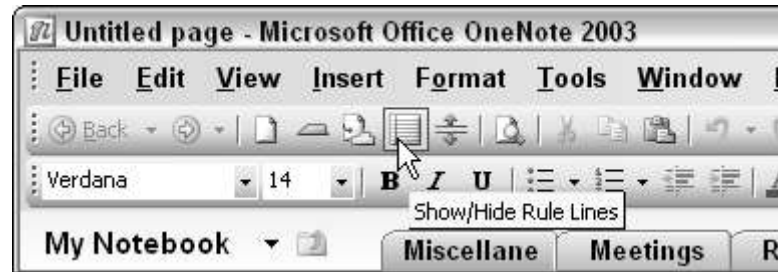 Untitled page - Microsoft Office OneNote 2003
File Edit View Insert Format Tools Window
Back
Verdana 14 B I U
Show/Hide Rule Lines
My Notebook Miscellane Meetings R